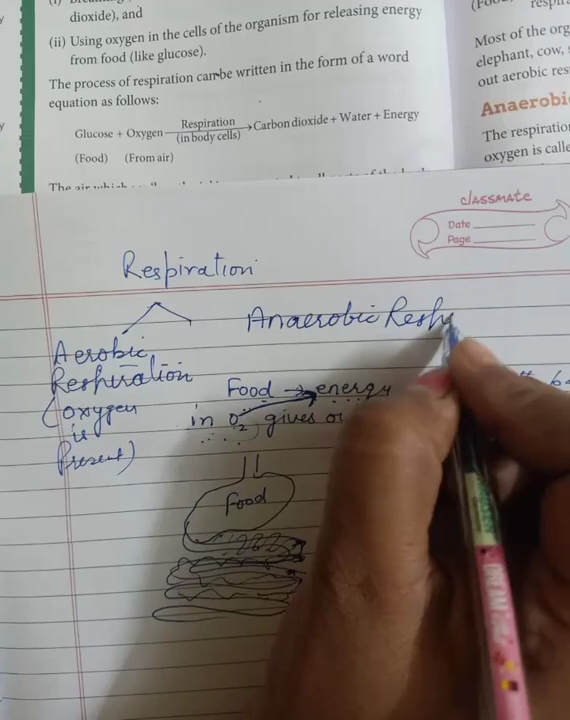 dioxide), and
(ii) Using oxygen in the cells of the organism for releasing energy
from food (like glucose).
The process of respiration can be written in the form of a word
equation as follows:
Glucose + Oxygen Respiration (in body cells) → Carbon dioxide + Water + Energy
(Food) (From air)
Most of the org
elephant, cow,
out aerobic res
Anaerobi
The respiration
oxygen is calle
classmate
Date
Page
Respiration
Aerobic
Respiration
(oxygen
is
Present)
Anaerobic Resp
Food → energy
in O2 gives
Food